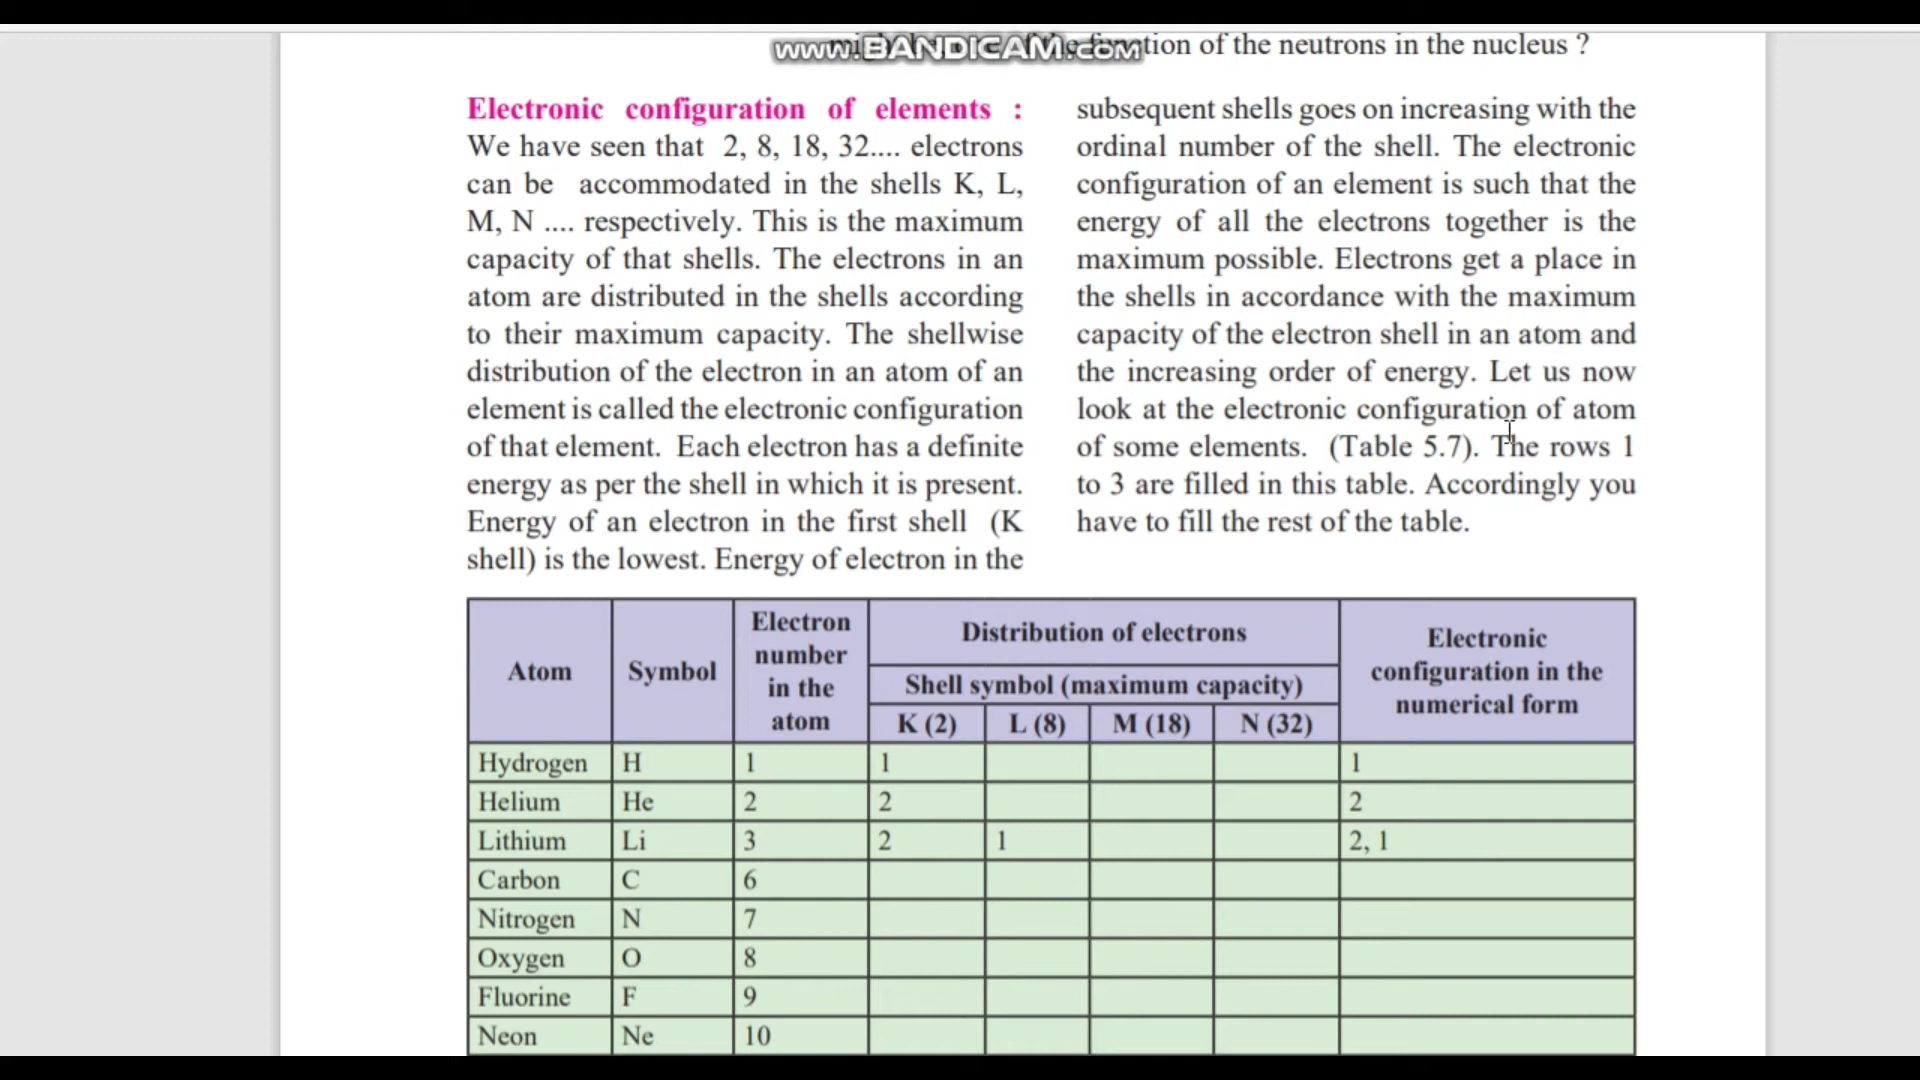 www.BANDICAM.com
function of the neutrons in the nucleus ?
Electronic configuration of elements :
We have seen that 2, 8, 18, 32.... electrons
can be accommodated in the shells K, L,
M, N .... respectively. This is the maximum
capacity of that shells. The electrons in an
atom are distributed in the shells according
to their maximum capacity. The shellwise
distribution of the electron in an atom of an
element is called the electronic configuration
of that element. Each electron has a definite
energy as per the shell in which it is present.
Energy of an electron in the first shell (K
shell) is the lowest. Energy of electron in the
subsequent shells goes on increasing with the
ordinal number of the shell. The electronic
configuration of an element is such that the
energy of all the electrons together is the
maximum possible. Electrons get a place in
the shells in accordance with the maximum
capacity of the electron shell in an atom and
the increasing order of energy. Let us now
look at the electronic configuration of atom
of some elements. (Table 5.7). The rows 1
to 3 are filled in this table. Accordingly you
have to fill the rest of the table.
Atom
Symbol
Electron
number
in the
atom
Distribution of electrons
Shell symbol (maximum capacity)
K (2) L (8) M (18) N (32)
Electronic
configuration in the
numerical form
Hydrogen H 1 1 1
Helium He 2 2 2
Lithium Li 3 2 1 2, 1
Carbon C 6
Nitrogen N 7
Oxygen O 8
Fluorine F 9
Neon Ne 10